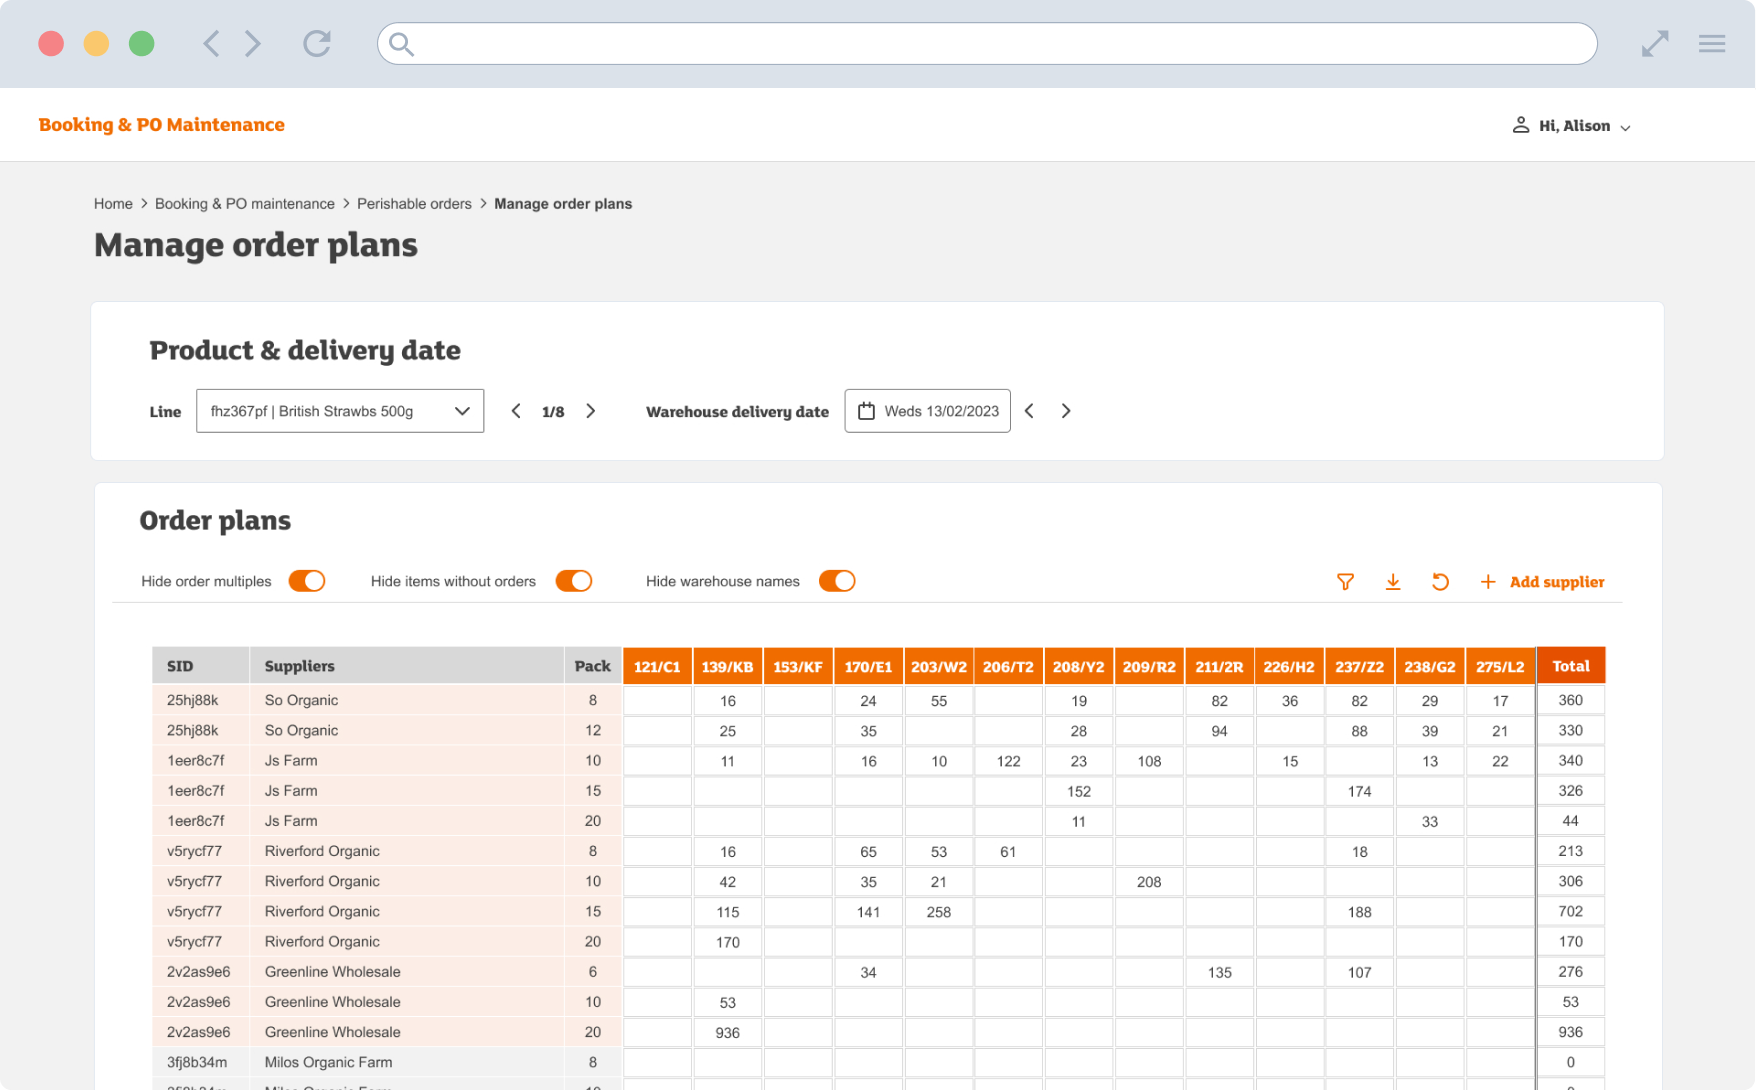 Booking & PO Maintenance
Hi, Alison
Home > Booking & PO maintenance > Perishable orders > Manage order plans
Manage order plans
Product & delivery date
Line fhz367pf | British Strawbs 500g 1/8 Warehouse delivery date Weds 13/02/2023
Order plans
Hide order multiples Hide items without orders Hide warehouse names Add supplier
SID Suppliers Pack 121/C1 139/KB 153/KF 170/E1 203/W2 206/T2 208/Y2 209/R2 211/2R 226/H2 237/Z2 238/G2 275/L2 Total
25hj88k So Organic 8 16 24 55 19 82 36 82 29 17 360
25hj88k So Organic 12 25 35 28 94 88 39 21 330
1eer8c7f Js Farm 10 11 16 10 122 23 108 15 13 22 340
1eer8c7f Js Farm 15 152 174 326
1eer8c7f Js Farm 20 11 33 44
v5rycf77 Riverford Organic 8 16 65 53 61 18 213
v5rycf77 Riverford Organic 10 42 35 21 208 306
v5rycf77 Riverford Organic 15 115 141 258 188 702
v5rycf77 Riverford Organic 20 170 170
2v2as9e6 Greenline Wholesale 6 34 135 107 276
2v2as9e6 Greenline Wholesale 10 53 53
2v2as9e6 Greenline Wholesale 20 936 936
3fj8b34m Milos Organic Farm 8 0